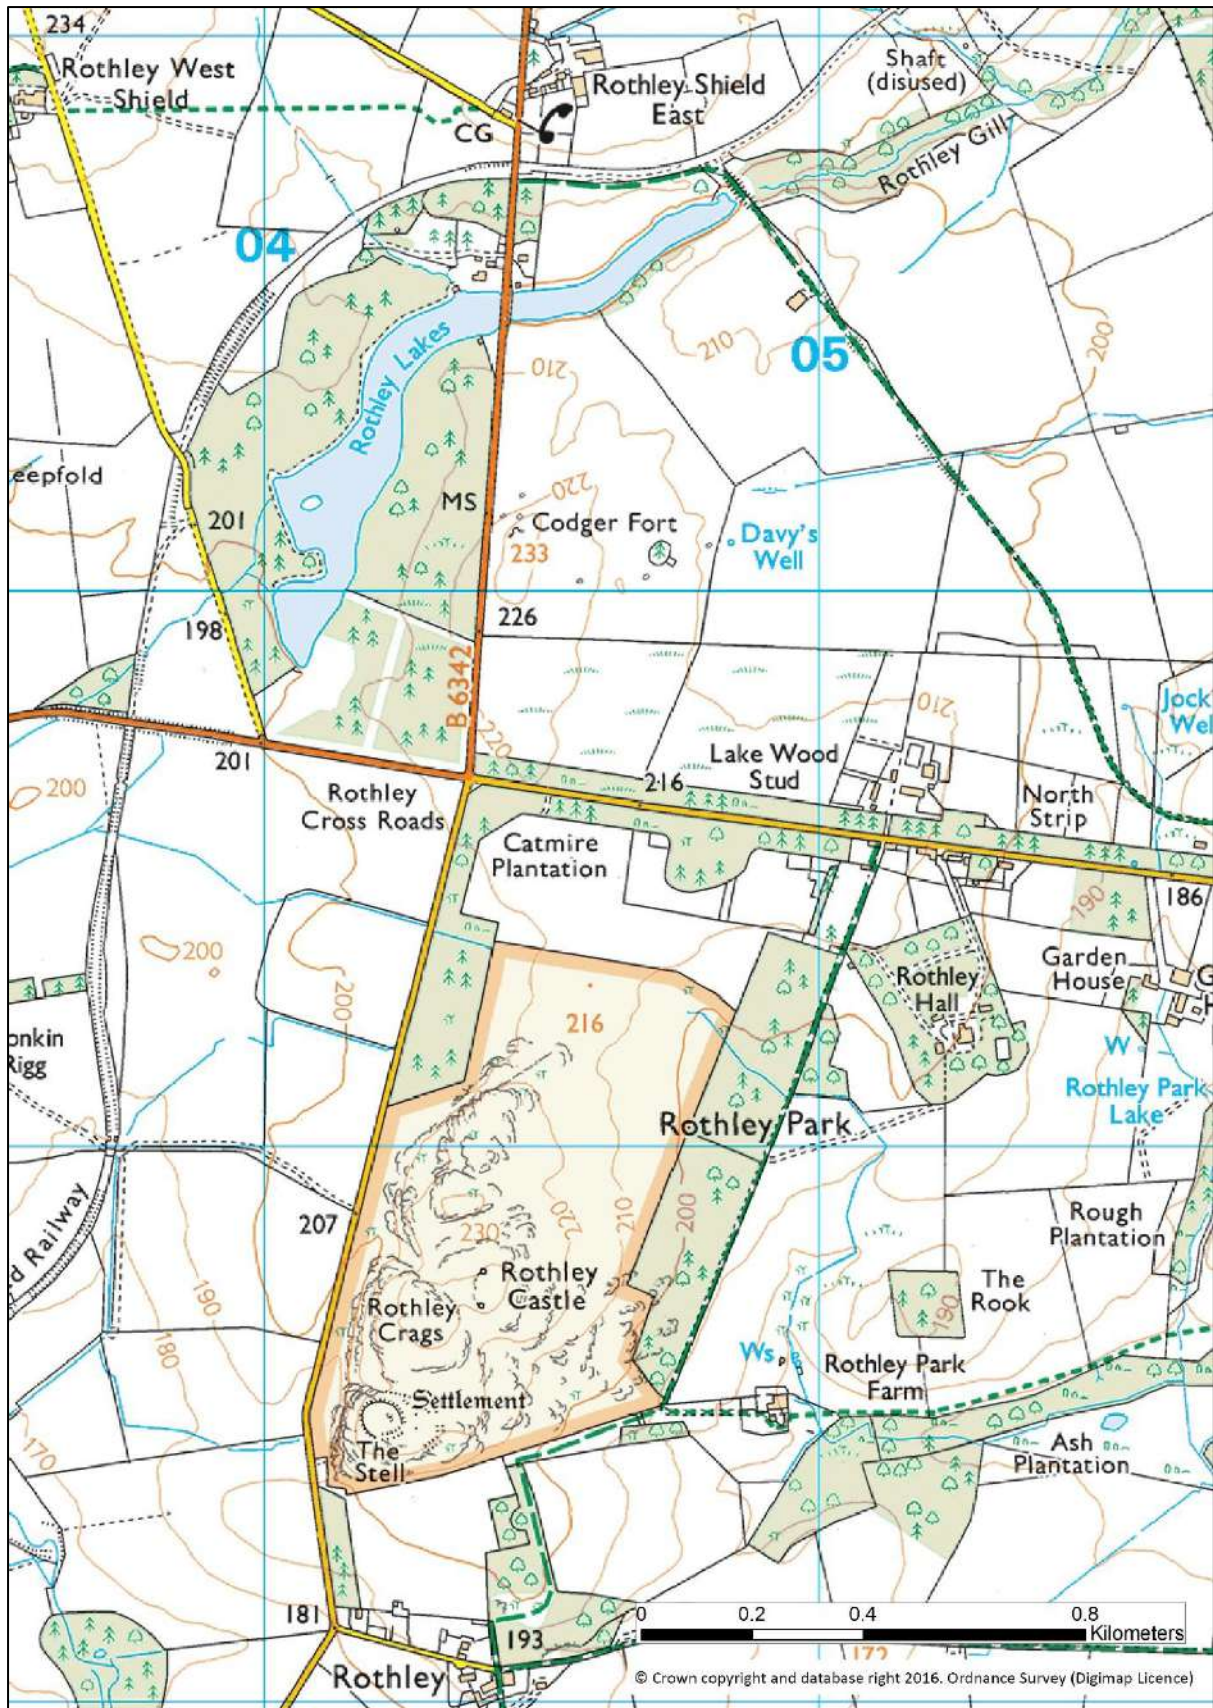 234
Rothley West
Shield
CG
Rothley Shield
East
Shaft
(disused)
Rothley Gill
04
05
200
210
210
Rothley Lakes
eepfold
201
MS
220
Codger Fort
233
Davy's
Well
198
226
B 6342
210
Jock
Wel
220
201
Lake Wood
Stud
216
North
Strip
200
Rothley
Cross Roads
Catmire
Plantation
190
186
200
200
Rothley
Hall
Garden
House
G
H
216
onkin
Rigg
W
Rothley Park
Lake
Rothley Park
207
220
210
200
230
d Railway
Rough
Plantation
190
Rothley
Castle
Rothley
Crags
The
Rook
190
180
Ws
Rothley Park
Farm
Settlement
170
The
Stell
Ash
Plantation
181
193
0 0.2 0.4 0.8
Kilometers
172
Rothley
© Crown copyright and database right 2016. Ordnance Survey (Digimap Licence)